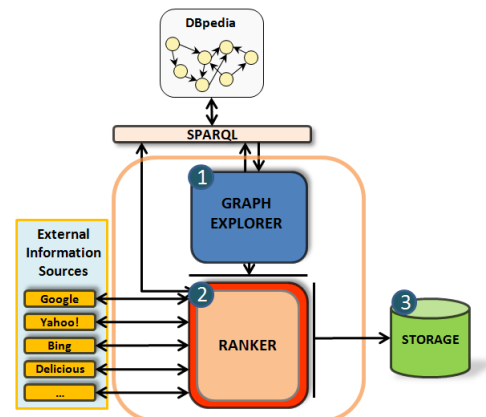 DBpedia
SPARQL
1
GRAPH
EXPLORER
External
Information
Sources
Google
Yahoo!
Bing
Delicious
...
2
RANKER
3
STORAGE